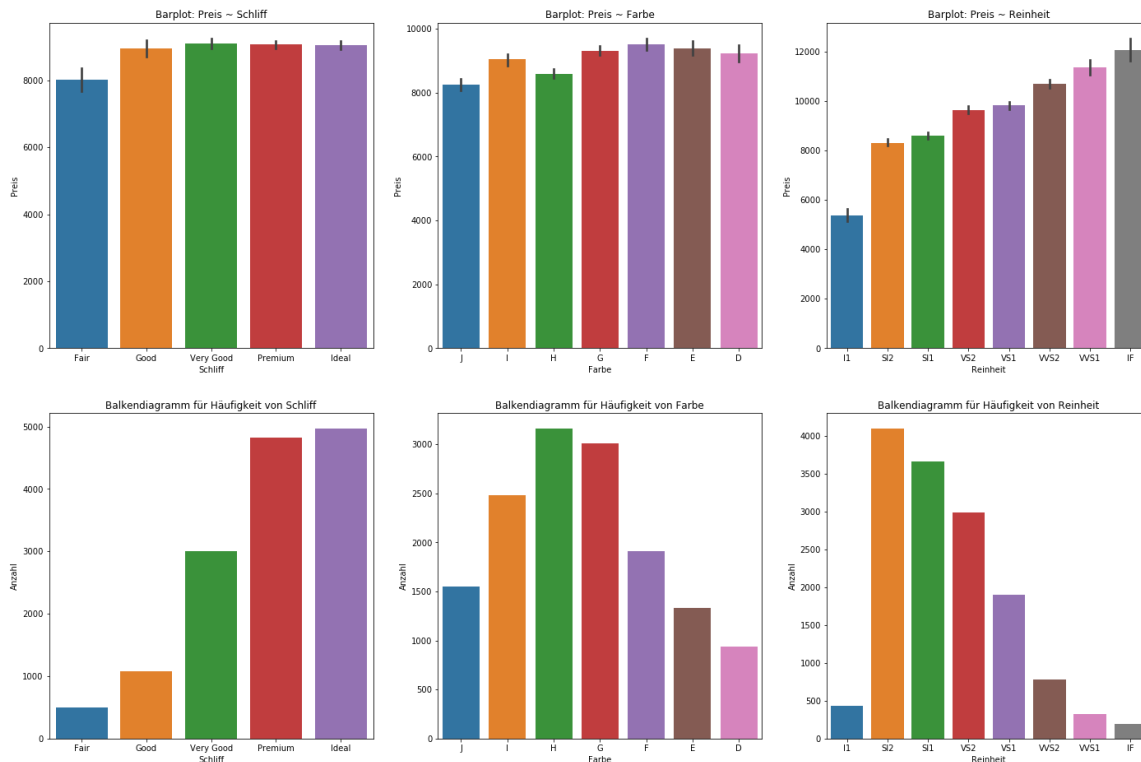 Barplot: Preis ~ Schliff
Preis
8000
6000
4000
2000
0
Fair Good Very Good Premium Ideal
Schliff
Barplot: Preis ~ Farbe
Preis
10000
8000
6000
4000
2000
0
J I H G F E D
Farbe
Barplot: Preis ~ Reinheit
Preis
12000
10000
8000
6000
4000
2000
0
I1 SI2 SI1 VS2 VS1 VVS2 VVS1 IF
Reinheit
Balkendiagramm für Häufigkeit von Schliff
Anzahl
5000
4000
3000
2000
1000
0
Fair Good Very Good Premium Ideal
Schliff
Balkendiagramm für Häufigkeit von Farbe
Anzahl
3000
2500
2000
1500
1000
500
0
J I H G F E D
Farbe
Balkendiagramm für Häufigkeit von Reinheit
Anzahl
4000
3500
3000
2500
2000
1500
1000
500
0
I1 SI2 SI1 VS2 VS1 VVS2 VVS1 IF
Reinheit